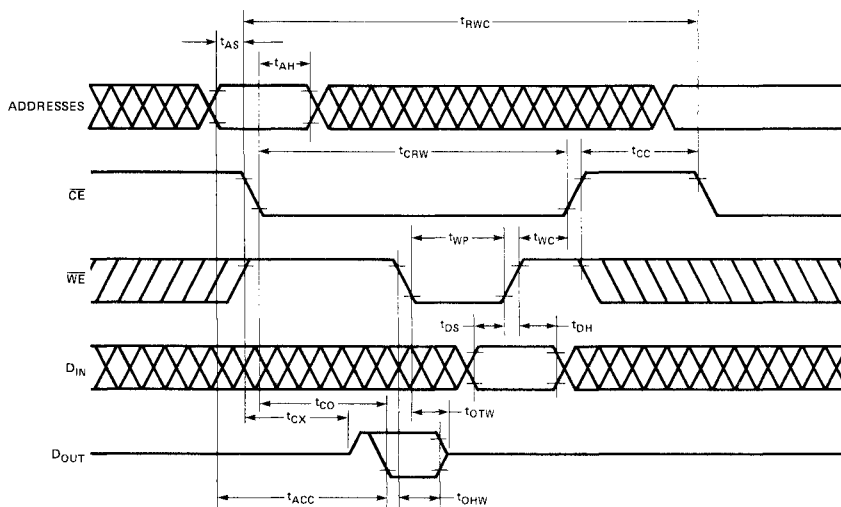 tRWC
tAS
tAH
ADDRESSES
tCRW
tCC
CE
tWP
tWC
WE
tDS
tDH
DIN
tCO
tOTW
tCX
DOUT
tACC
tOHW